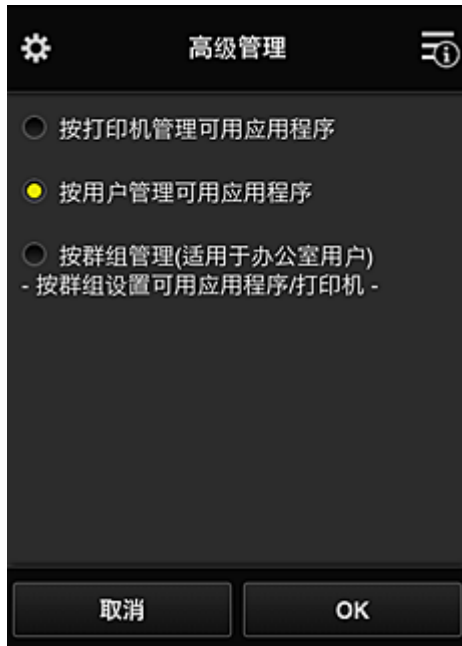 高级管理
按打印机管理可用应用程序
按用户管理可用应用程序
按群组管理(适用于办公室用户)
- 按群组设置可用应用程序/打印机 -
取消 OK